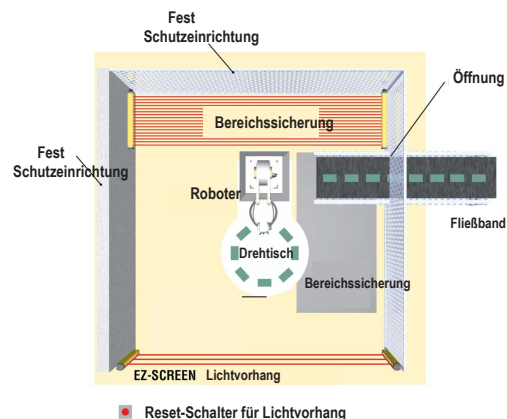 Fest
Schutzeinrichtung
Öffnung
Bereichssicherung
Fest
Schutzeinrichtung
Roboter
Fließband
Drehtisch
Bereichssicherung
EZ-SCREEN Lichtvorhang
Reset-Schalter für Lichtvorhang